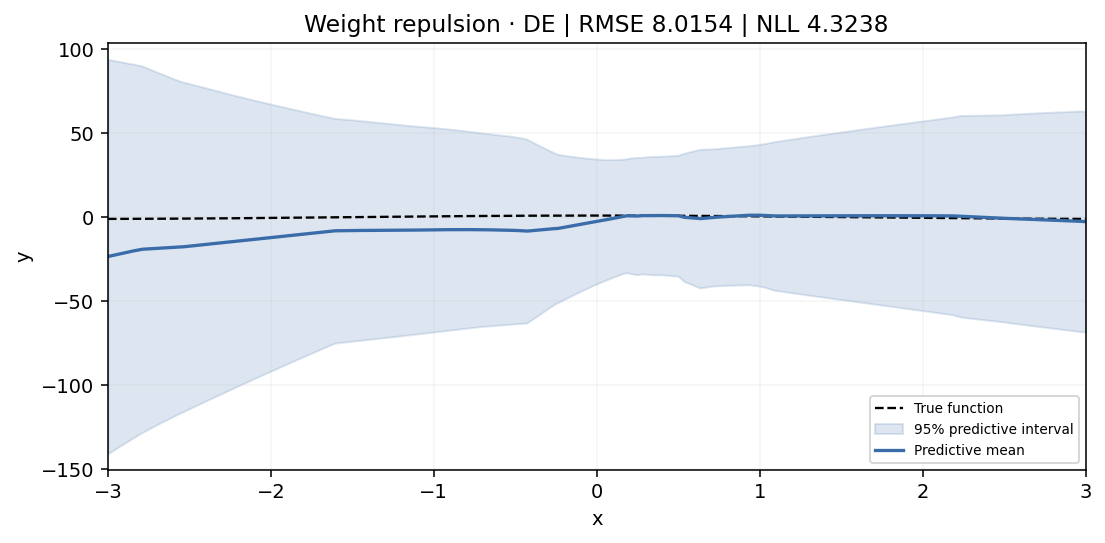 Weight repulsion · DE | RMSE 8.0154 | NLL 4.3238
100
50
0
−50
−100
−150
y
−3
−2
−1
0
1
2
3
x
True function
95% predictive interval
Predictive mean